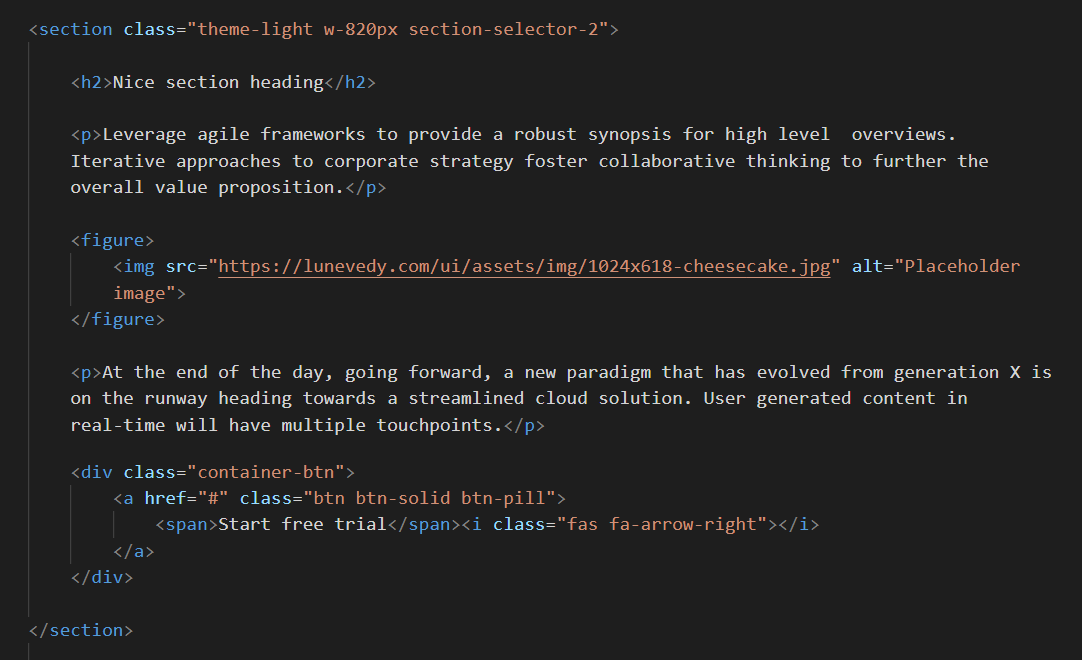 <section class="theme-light w-820px section-selector-2">
<h2>Nice section heading</h2>
<p>Leverage agile frameworks to provide a robust synopsis for high level  overviews.
Iterative approaches to corporate strategy foster collaborative thinking to further the
overall value proposition.</p>
<figure>
<img src="https://lunevedy.com/ui/assets/img/1024x618-cheesecake.jpg" alt="Placeholder
image">
</figure>
<p>At the end of the day, going forward, a new paradigm that has evolved from generation X is
on the runway heading towards a streamlined cloud solution. User generated content in
real-time will have multiple touchpoints.</p>
<div class="container-btn">
<a href="#" class="btn btn-solid btn-pill">
<span>Start free trial</span><i class="fas fa-arrow-right"></i>
</a>
</div>
</section>